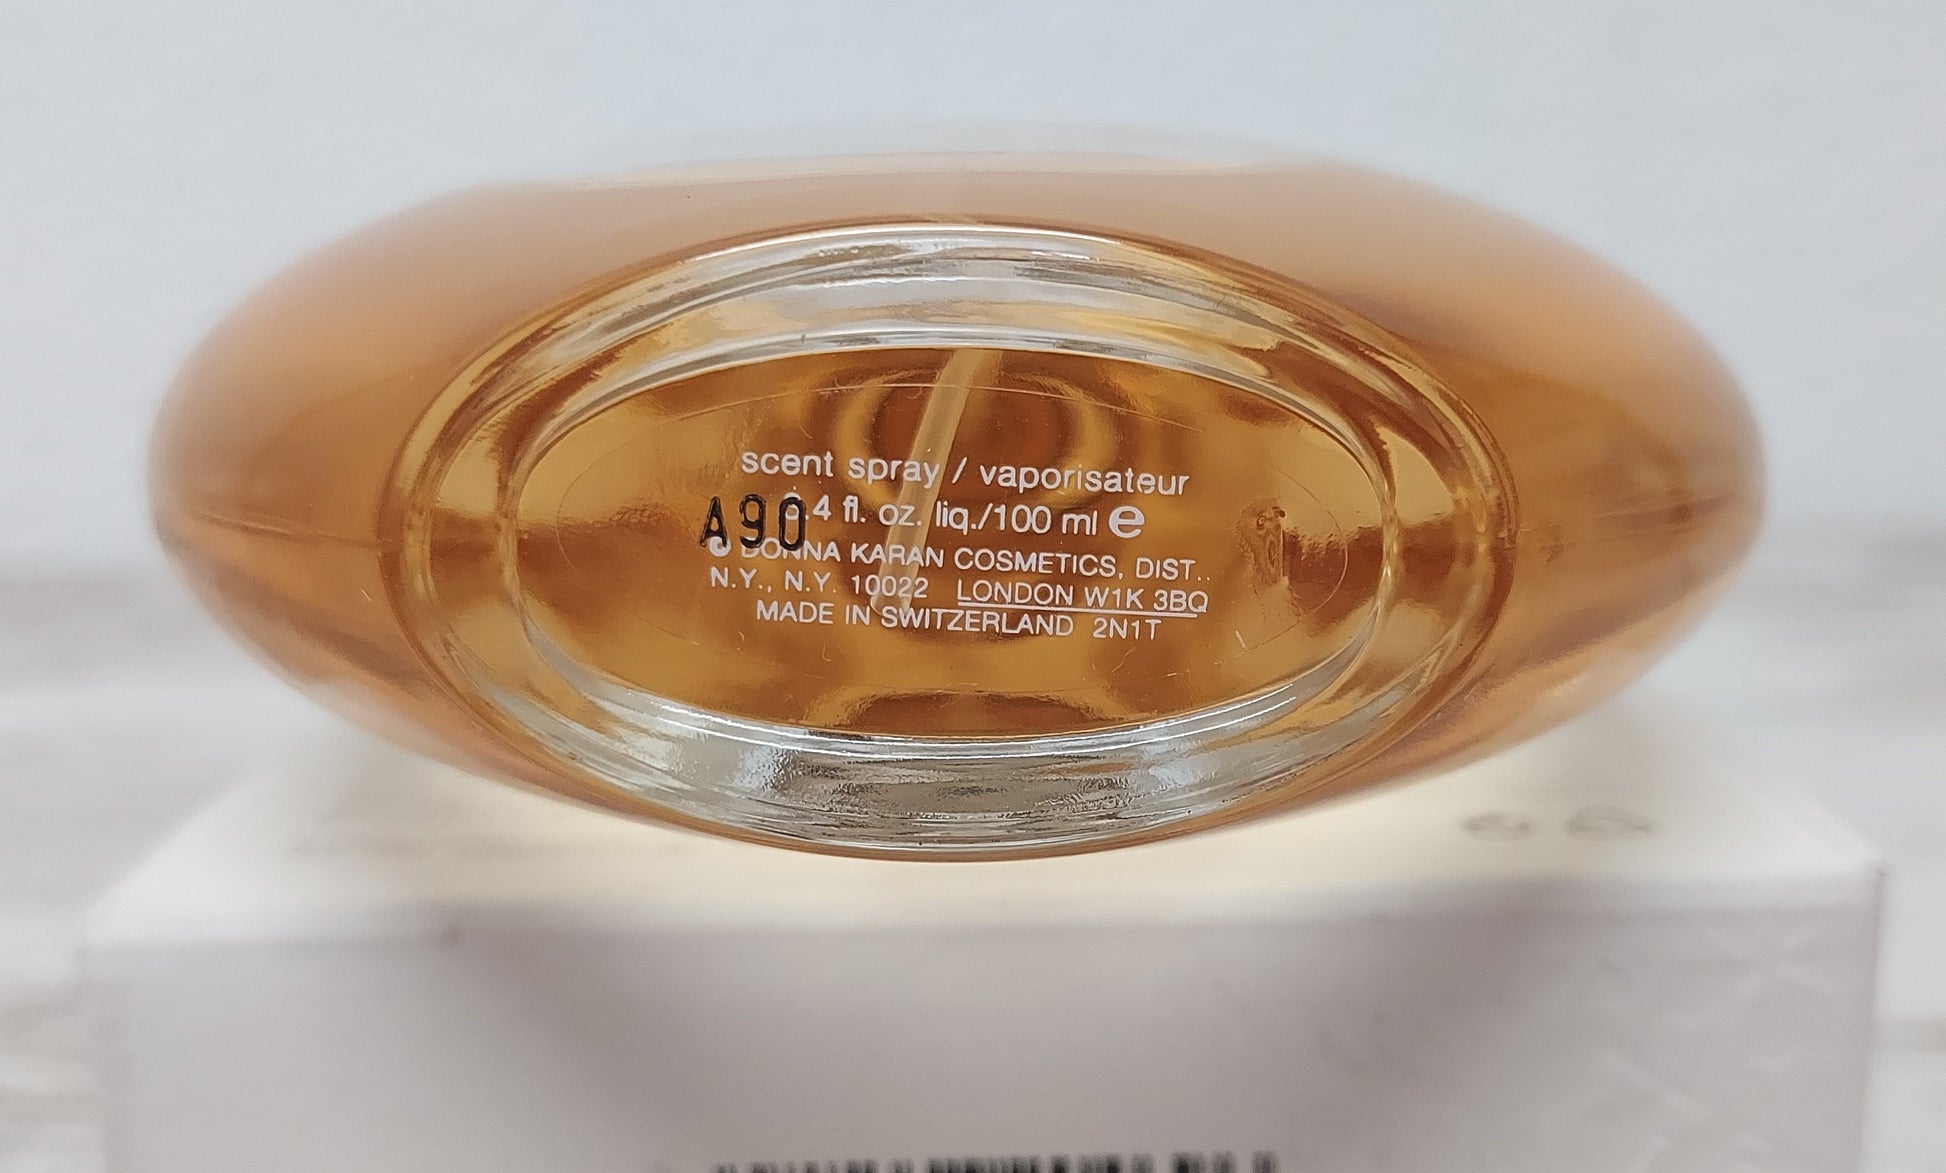 scent spray / vaporisateur
3.4 fl. oz. liq./100 ml e
A90
© DONNA KARAN COSMETICS, DIST..
N.Y., N.Y. 10022 LONDON W1K 3BQ
MADE IN SWITZERLAND 2N1T